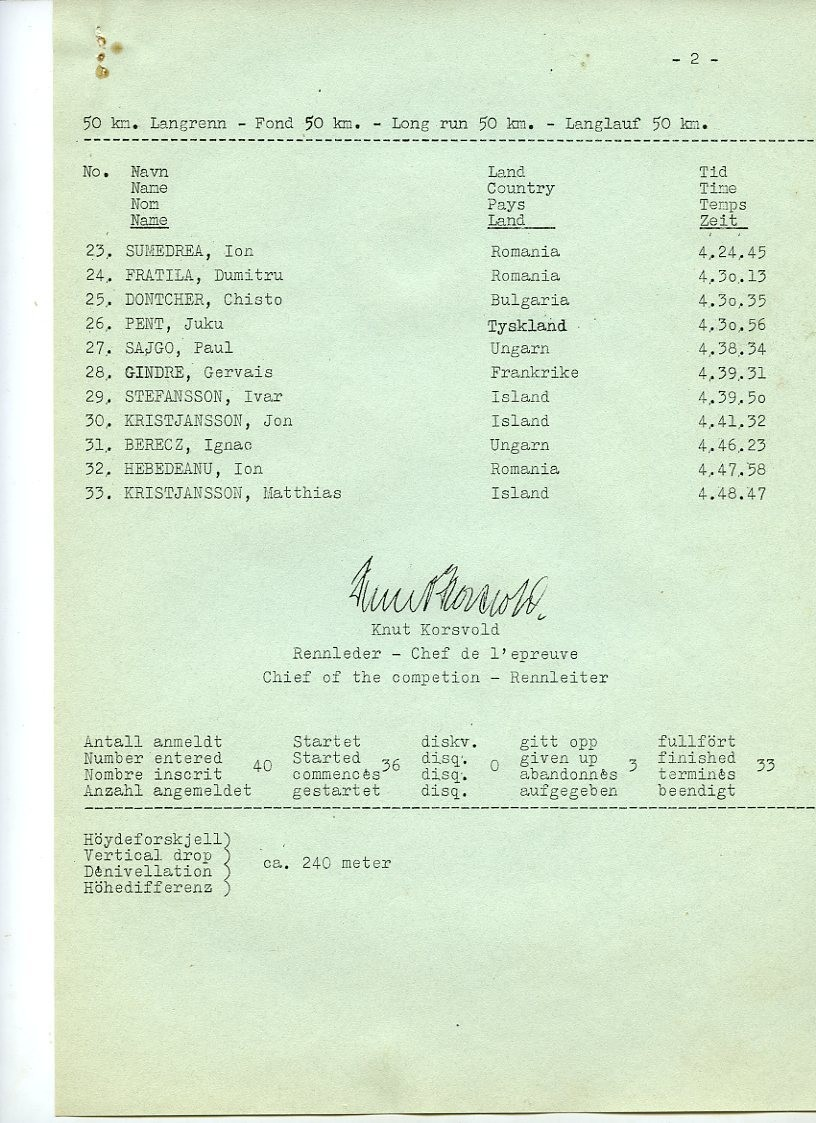 - 2 -
50 km. Langrenn - Fond 50 km. - Long run 50 km. - Langlauf 50 km.
No. Navn Land Tid
Name Country Time
Nom Pays Temps
Name Land Zeit
23. SUMEDREA, Ion Romania 4.24.45
24. FRATILA, Dumitru Romania 4.30.13
25. DONTCHER, Chisto Bulgaria 4.30.35
26. PENT, Juku Tyskland 4.30.56
27. SAJGO, Paul Ungarn 4.38.34
28. GINDRE, Gervais Frankrike 4.39.31
29. STEFANSSON, Ivar Island 4.39.50
30. KRISTJANSSON, Jon Island 4.41.32
31. BERECZ, Ignac Ungarn 4.46.23
32. HEBEDEANU, Ion Romania 4.47.58
33. KRISTJANSSON, Matthias Island 4.48.47
Knut Korsvold
Knut Korsvold
Rennleder - Chef de l'epreuve
Chief of the competion - Rennleiter
Antall anmeldt Startet diskv. gitt opp fullfört
Number entered 40 Started 36 disq. 0 given up 3 finished 33
Nombre inscrit commencès disq. abandonnès terminès
Anzahl angemeldet gestartet disq. aufgegeben beendigt
Höydeforskjell)
Vertical drop ) ca. 240 meter
Dènivellation )
Höhedifferenz )